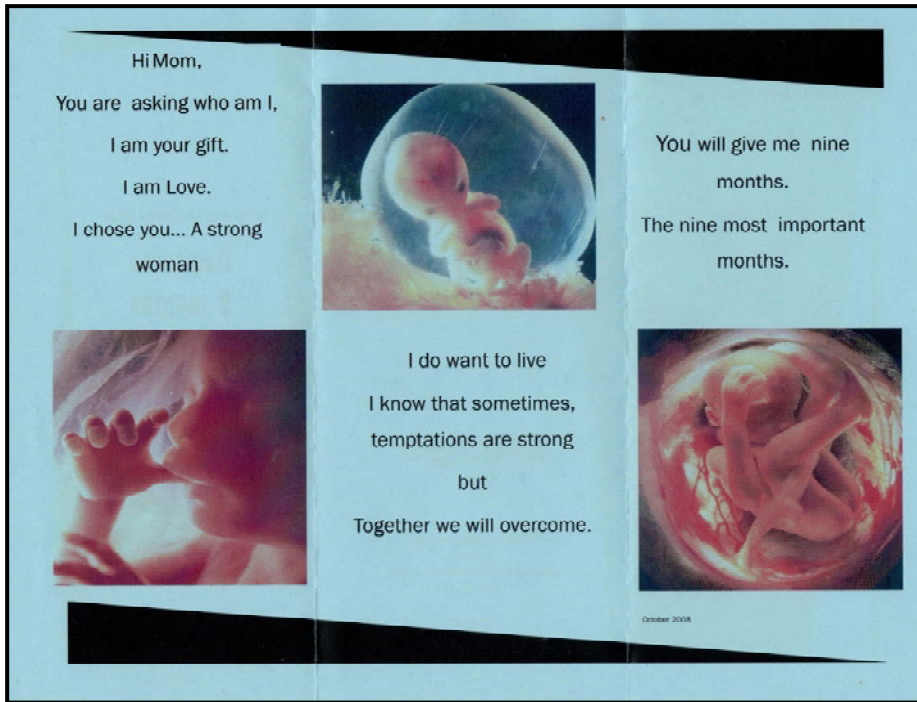 Hi Mom,
You are asking who am I,
I am your gift.
I am Love.
I chose you... A strong
woman
I do want to live
I know that sometimes,
temptations are strong
but
Together we will overcome.
You will give me nine
months.
The nine most important
months.
October 2008